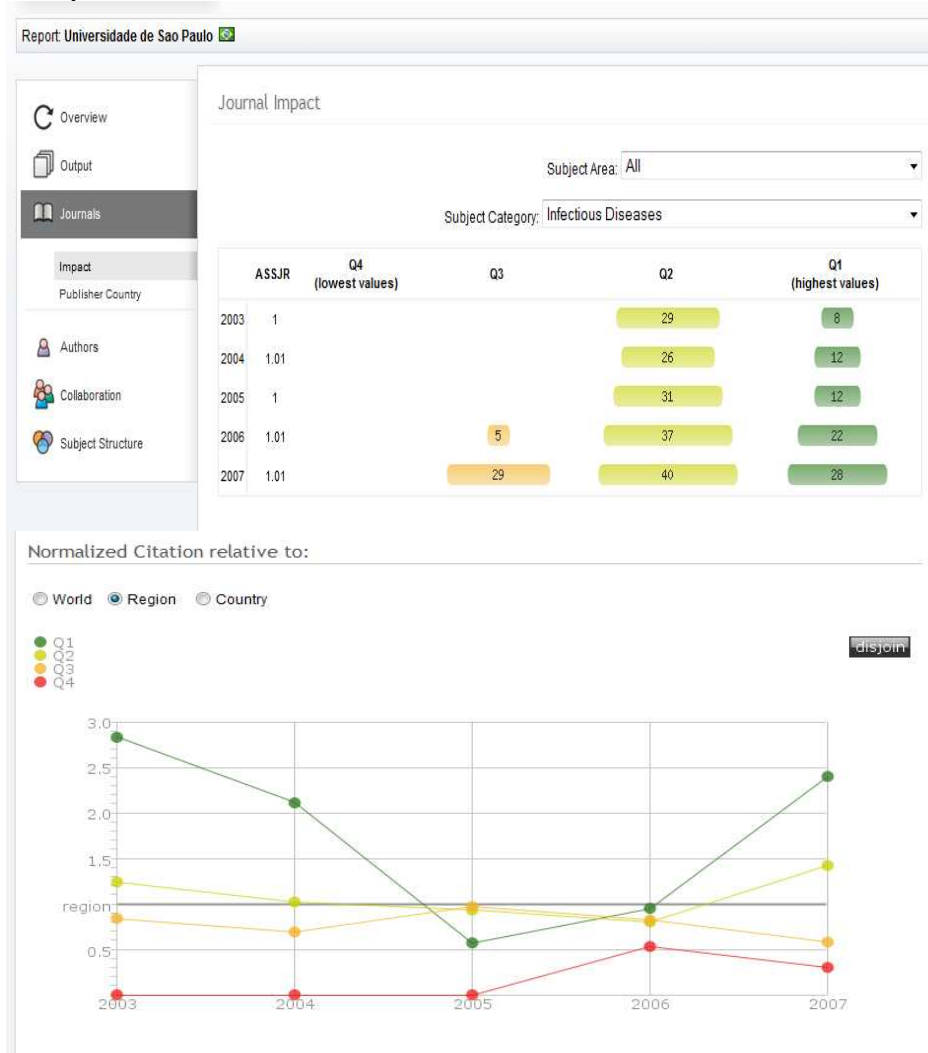 Report: Universidade de Sao Paulo
Overview
Output
Journals
Impact
Publisher Country
Authors
Collaboration
Subject Structure
Journal Impact
Subject Area: All
Subject Category: Infectious Diseases
ASSJR Q4 (lowest values) Q3 Q2 Q1 (highest values)
2003 1 29 8
2004 1.01 26 12
2005 1 31 12
2006 1.01 5 37 22
2007 1.01 29 40 28
Normalized Citation relative to:
World Region Country
Q1
Q2
Q3
Q4
disjoin
3.0
2.5
2.0
1.5
region
0.5
2003 2004 2005 2006 2007